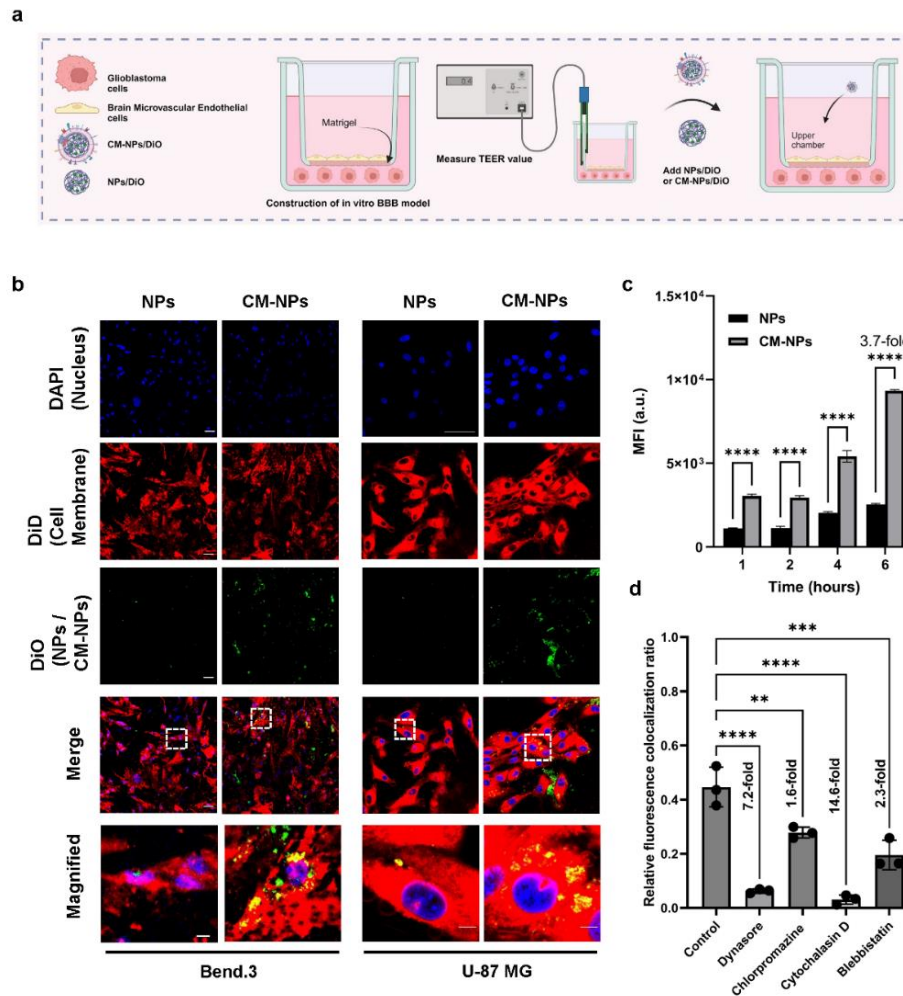 a
Glioblastoma
cells
Brain Microvascular Endothelial
cells
CM-NPs/DiO
NPs/DiO
Matrigel
Construction of in vitro BBB model
Measure TEER value
Add NPs/DiO
or CM-NPs/DiO
Upper
chamber
b
NPs CM-NPs NPs CM-NPs
DAPI
(Nucleus)
DiD
(Cell
Membrane)
DiO
(NPs /
CM-NPs)
Merge
Magnified
Bend.3 U-87 MG
c
1.5×10⁴
1×10⁴
5×10³
0
MFI (a.u.)
NPs
CM-NPs
3.7-fold
**** **** **** ****
1 2 4 6
Time (hours)
d
Relative fluorescence colocalization ratio
1.0
0.8
0.6
0.4
0.2
0.0
***
****
**
****
7.2-fold
1.6-fold
14.6-fold
2.3-fold
Control
Dynasore
Chlorpromazine
Cytochalasin D
Blebbistatin